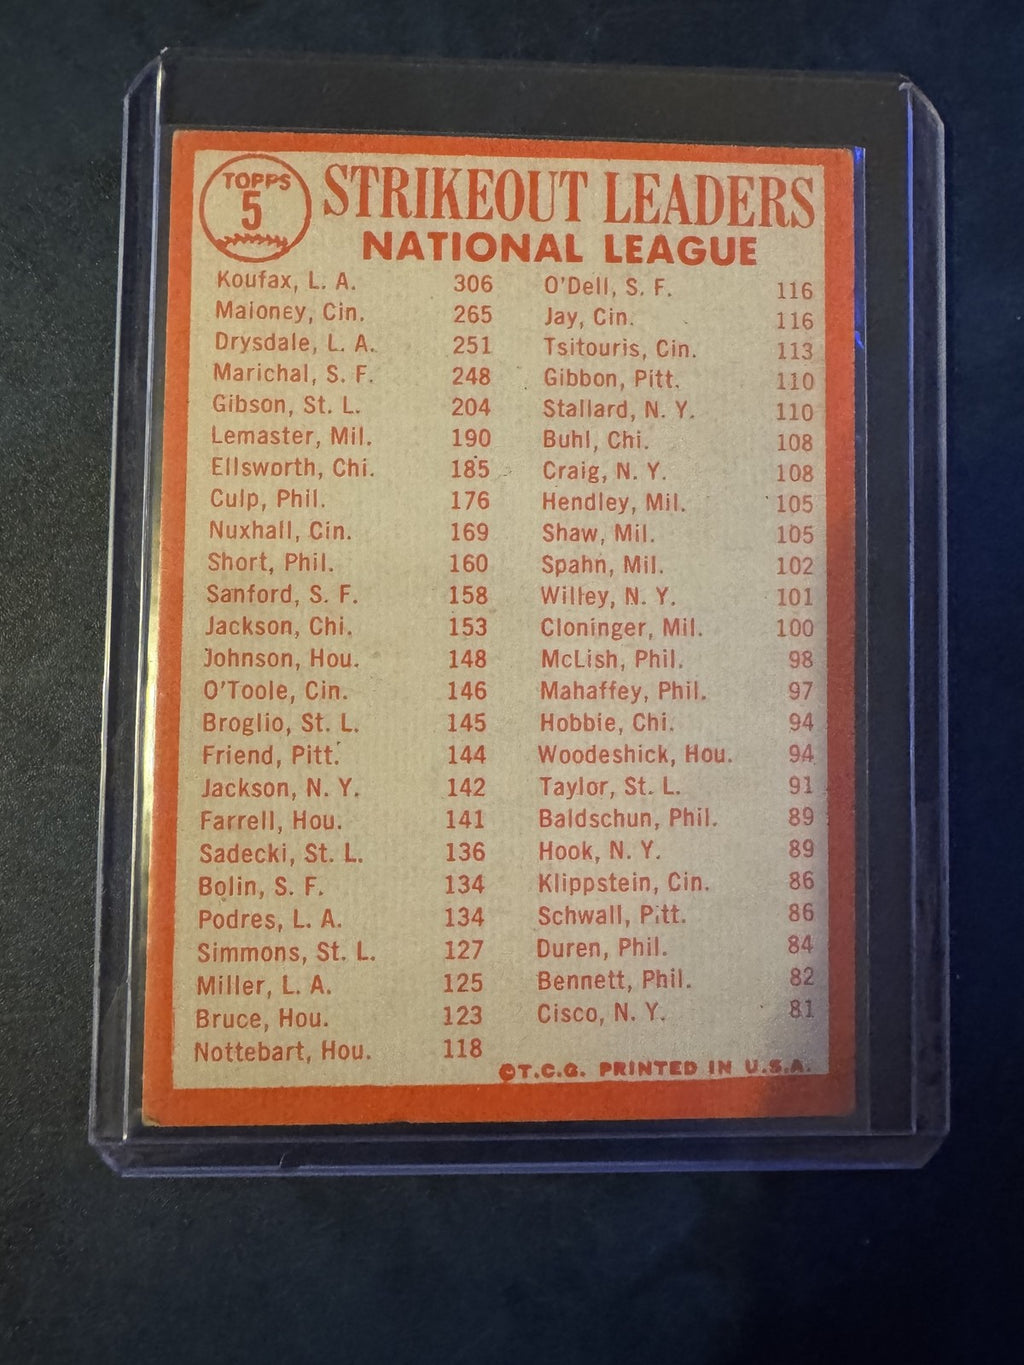 TOPPS
5
STRIKEOUT LEADERS
NATIONAL LEAGUE
Koufax, L. A. 306
Maloney, Cin. 265
Drysdale, L. A. 251
Marichal, S. F. 248
Gibson, St. L. 204
Lemaster, Mil. 190
Ellsworth, Chi. 185
Culp, Phil. 176
Nuxhall, Cin. 169
Short, Phil. 160
Sanford, S. F. 158
Jackson, Chi. 153
Johnson, Hou. 148
O'Toole, Cin. 146
Broglio, St. L. 145
Friend, Pitt. 144
Jackson, N. Y. 142
Farrell, Hou. 141
Sadecki, St. L. 136
Bolin, S. F. 134
Podres, L. A. 134
Simmons, St. L. 127
Miller, L. A. 125
Bruce, Hou. 123
Nottebart, Hou. 118
O'Dell, S. F. 116
Jay, Cin. 116
Tsitouris, Cin. 113
Gibbon, Pitt. 110
Stallard, N. Y. 110
Buhl, Chi. 108
Craig, N. Y. 108
Hendley, Mil. 105
Shaw, Mil. 105
Spahn, Mil. 102
Willey, N. Y. 101
Cloninger, Mil. 100
McLish, Phil. 98
Mahaffey, Phil. 97
Hobbie, Chi. 94
Woodeshick, Hou. 94
Taylor, St. L. 91
Baldschun, Phil. 89
Hook, N. Y. 89
Klippstein, Cin. 86
Schwall, Pitt. 86
Duren, Phil. 84
Bennett, Phil. 82
Cisco, N. Y. 81
©T.C.G. PRINTED IN U.S.A.